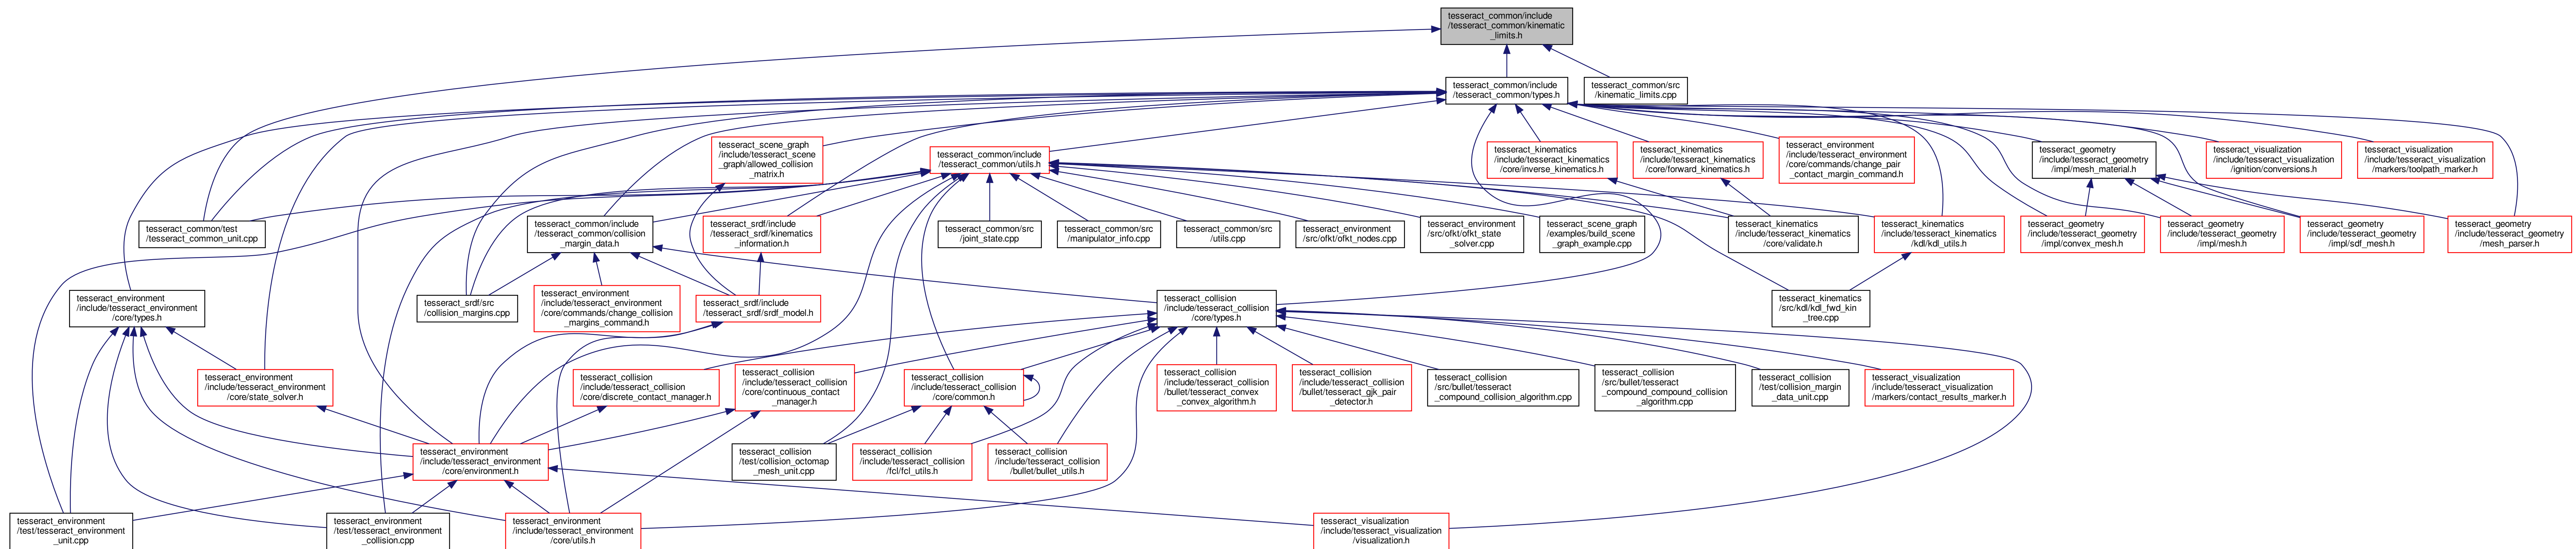 tesseract_common/include
/tesseract_common/kinematic
_limits.h
tesseract_common/include
/tesseract_common/types.h
tesseract_common/src
/kinematic_limits.cpp
tesseract_scene_graph
/include/tesseract_scene
_graph/allowed_collision
_matrix.h
tesseract_common/include
/tesseract_common/utils.h
tesseract_kinematics
/include/tesseract_kinematics
/core/inverse_kinematics.h
tesseract_kinematics
/include/tesseract_kinematics
/core/forward_kinematics.h
tesseract_environment
/include/tesseract_environment
/core/commands/change_pair
_contact_margin_command.h
tesseract_geometry
/include/tesseract_geometry
/impl/mesh_material.h
tesseract_visualization
/include/tesseract_visualization
/ignition/conversions.h
tesseract_visualization
/include/tesseract_visualization
/markers/toolpath_marker.h
tesseract_common/test
/tesseract_common_unit.cpp
tesseract_common/include
/tesseract_common/collision
_margin_data.h
tesseract_srdf/include
/tesseract_srdf/kinematics
_information.h
tesseract_common/src
/joint_state.cpp
tesseract_common/src
/manipulator_info.cpp
tesseract_common/src
/utils.cpp
tesseract_environment
/src/ofkt/ofkt_nodes.cpp
tesseract_environment
/src/ofkt/ofkt_state
_solver.cpp
tesseract_scene_graph
/examples/build_scene
_graph_example.cpp
tesseract_kinematics
/include/tesseract_kinematics
/core/validate.h
tesseract_kinematics
/include/tesseract_kinematics
/kdl/kdl_utils.h
tesseract_geometry
/include/tesseract_geometry
/impl/convex_mesh.h
tesseract_geometry
/include/tesseract_geometry
/impl/mesh.h
tesseract_geometry
/include/tesseract_geometry
/impl/sdf_mesh.h
tesseract_geometry
/include/tesseract_geometry
/mesh_parser.h
tesseract_environment
/include/tesseract_environment
/core/types.h
tesseract_srdf/src
/collision_margins.cpp
tesseract_environment
/include/tesseract_environment
/core/commands/change_collision
_margins_command.h
tesseract_srdf/include
/tesseract_srdf/srdf_model.h
tesseract_collision
/include/tesseract_collision
/core/types.h
tesseract_kinematics
/src/kdl/kdl_fwd_kin
_tree.cpp
tesseract_environment
/include/tesseract_environment
/core/state_solver.h
tesseract_collision
/include/tesseract_collision
/core/discrete_contact_manager.h
tesseract_collision
/include/tesseract_collision
/core/continuous_contact
_manager.h
tesseract_collision
/include/tesseract_collision
/core/common.h
tesseract_collision
/include/tesseract_collision
/bullet/tesseract_convex
_convex_algorithm.h
tesseract_collision
/include/tesseract_collision
/bullet/tesseract_gjk_pair
_detector.h
tesseract_collision
/src/bullet/tesseract
_compound_collision_algorithm.cpp
tesseract_collision
/src/bullet/tesseract
_compound_compound_collision
_algorithm.cpp
tesseract_collision
/test/collision_margin
_data_unit.cpp
tesseract_visualization
/include/tesseract_visualization
/markers/contact_results_marker.h
tesseract_environment
/include/tesseract_environment
/core/environment.h
tesseract_collision
/test/collision_octomap
_mesh_unit.cpp
tesseract_collision
/include/tesseract_collision
/fcl/fcl_utils.h
tesseract_collision
/include/tesseract_collision
/bullet/bullet_utils.h
tesseract_environment
/test/tesseract_environment
_unit.cpp
tesseract_environment
/test/tesseract_environment
_collision.cpp
tesseract_environment
/include/tesseract_environment
/core/utils.h
tesseract_visualization
/include/tesseract_visualization
/visualization.h